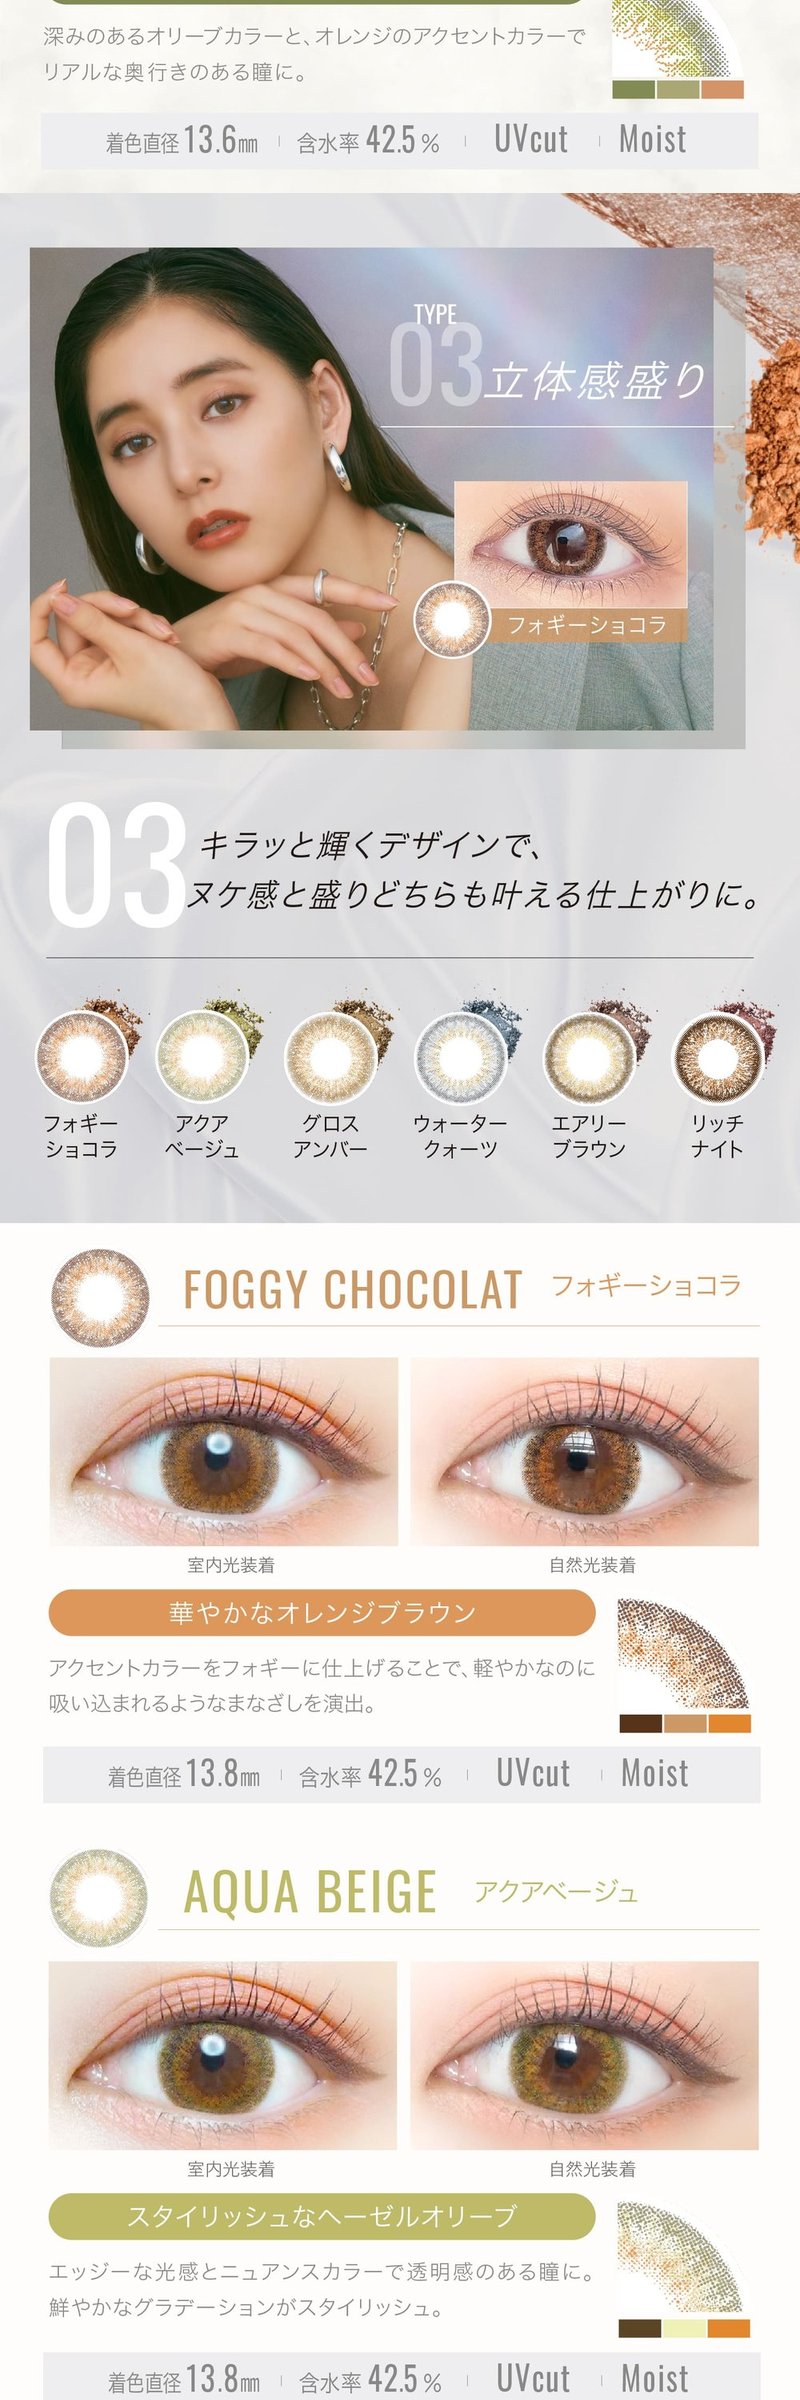 深みのあるオリーブカラーと、オレンジのアクセントカラーで
リアルな奥行きのある瞳に。
着色直径13.6mm 含水率42.5% UVcut Moist
TYPE
03 立体感盛り
フォギーショコラ
03 キラッと輝くデザインで、
ヌケ感と盛りどちらも叶える仕上がりに。
フォギー
ショコラ
アクア
ベージュ
グロス
アンバー
ウォーター
クォーツ
エアリー
ブラウン
リッチ
ナイト
FOGGY CHOCOLAT フォギーショコラ
室内光装着 自然光装着
華やかなオレンジブラウン
アクセントカラーをフォギーに仕上げることで、軽やかなのに
吸い込まれるようなまなざしを演出。
着色直径13.8mm 含水率42.5% UVcut Moist
AQUA BEIGE アクアベージュ
室内光装着 自然光装着
スタイリッシュなヘーゼルオリーブ
エッジーな光感とニュアンスカラーで透明感のある瞳に。
鮮やかなグラデーションがスタイリッシュ。
着色直径13.8mm 含水率42.5% UVcut Moist